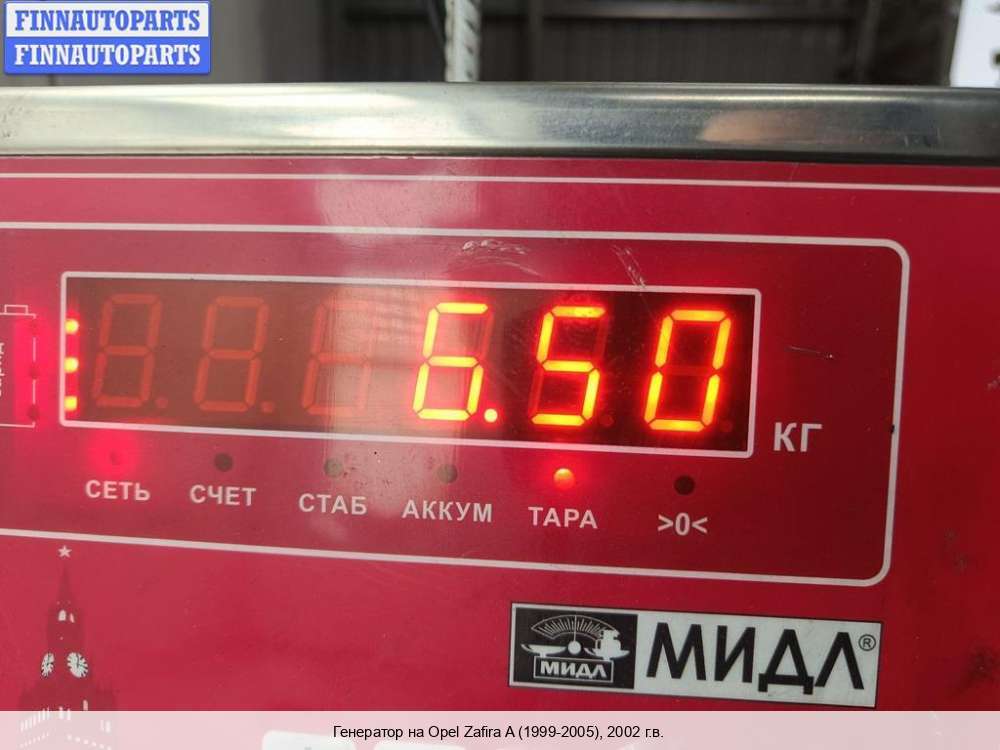 FINNAUTOPARTS
FINNAUTOPARTS
6.50
КГ
СЕТЬ СЧЕТ СТАБ АККУМ ТАРА >0<
МИДЛ МИДЛ®
Генератор на Opel Zafira A (1999-2005), 2002 г.в.